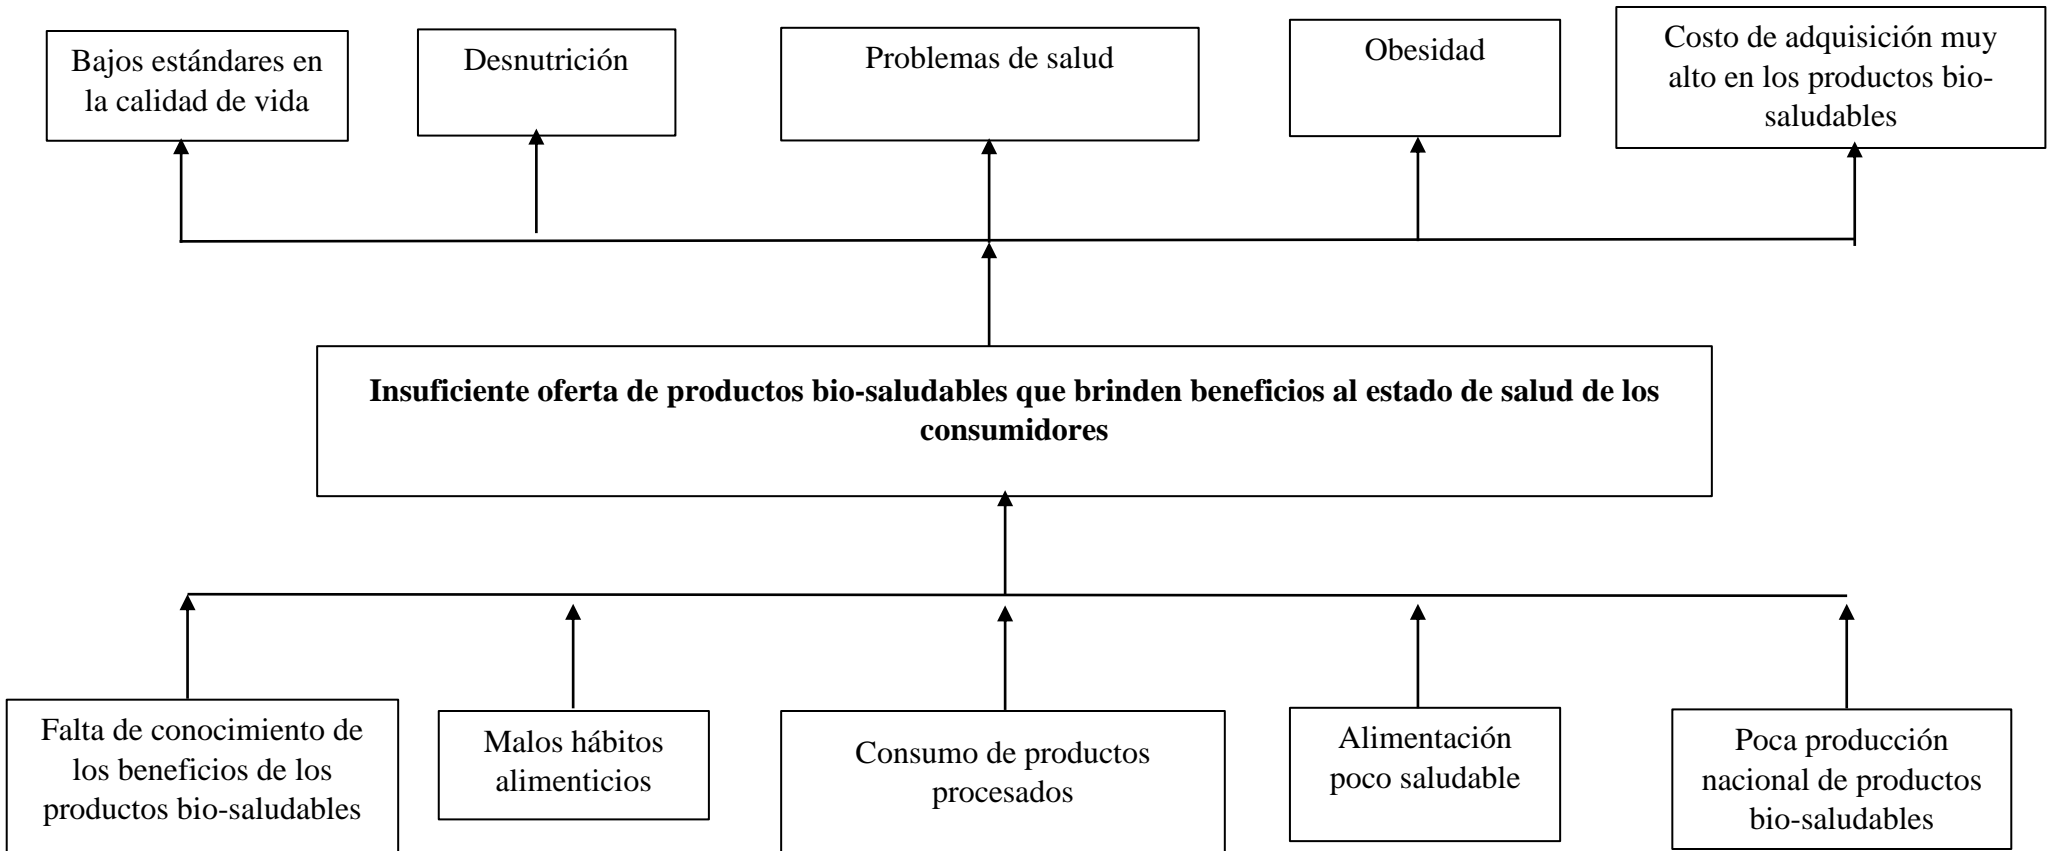 Bajos estándares en
la calidad de vida
Desnutrición
Problemas de salud
Obesidad
Costo de adquisición muy
alto en los productos bio-
saludables
Insuficiente oferta de productos bio-saludables que brinden beneficios al estado de salud de los
consumidores
Falta de conocimiento de
los beneficios de los
productos bio-saludables
Malos hábitos
alimenticios
Consumo de productos
procesados
Alimentación
poco saludable
Poca producción
nacional de productos
bio-saludables